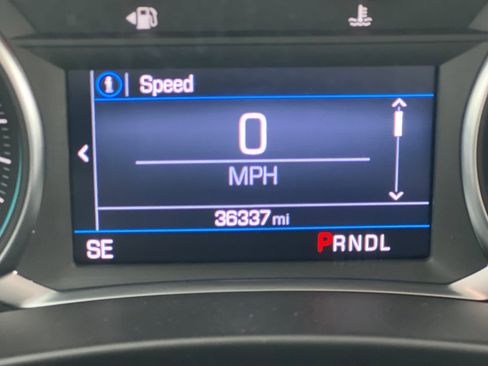 Speed
0
MPH
36337 mi
SE PRNDL